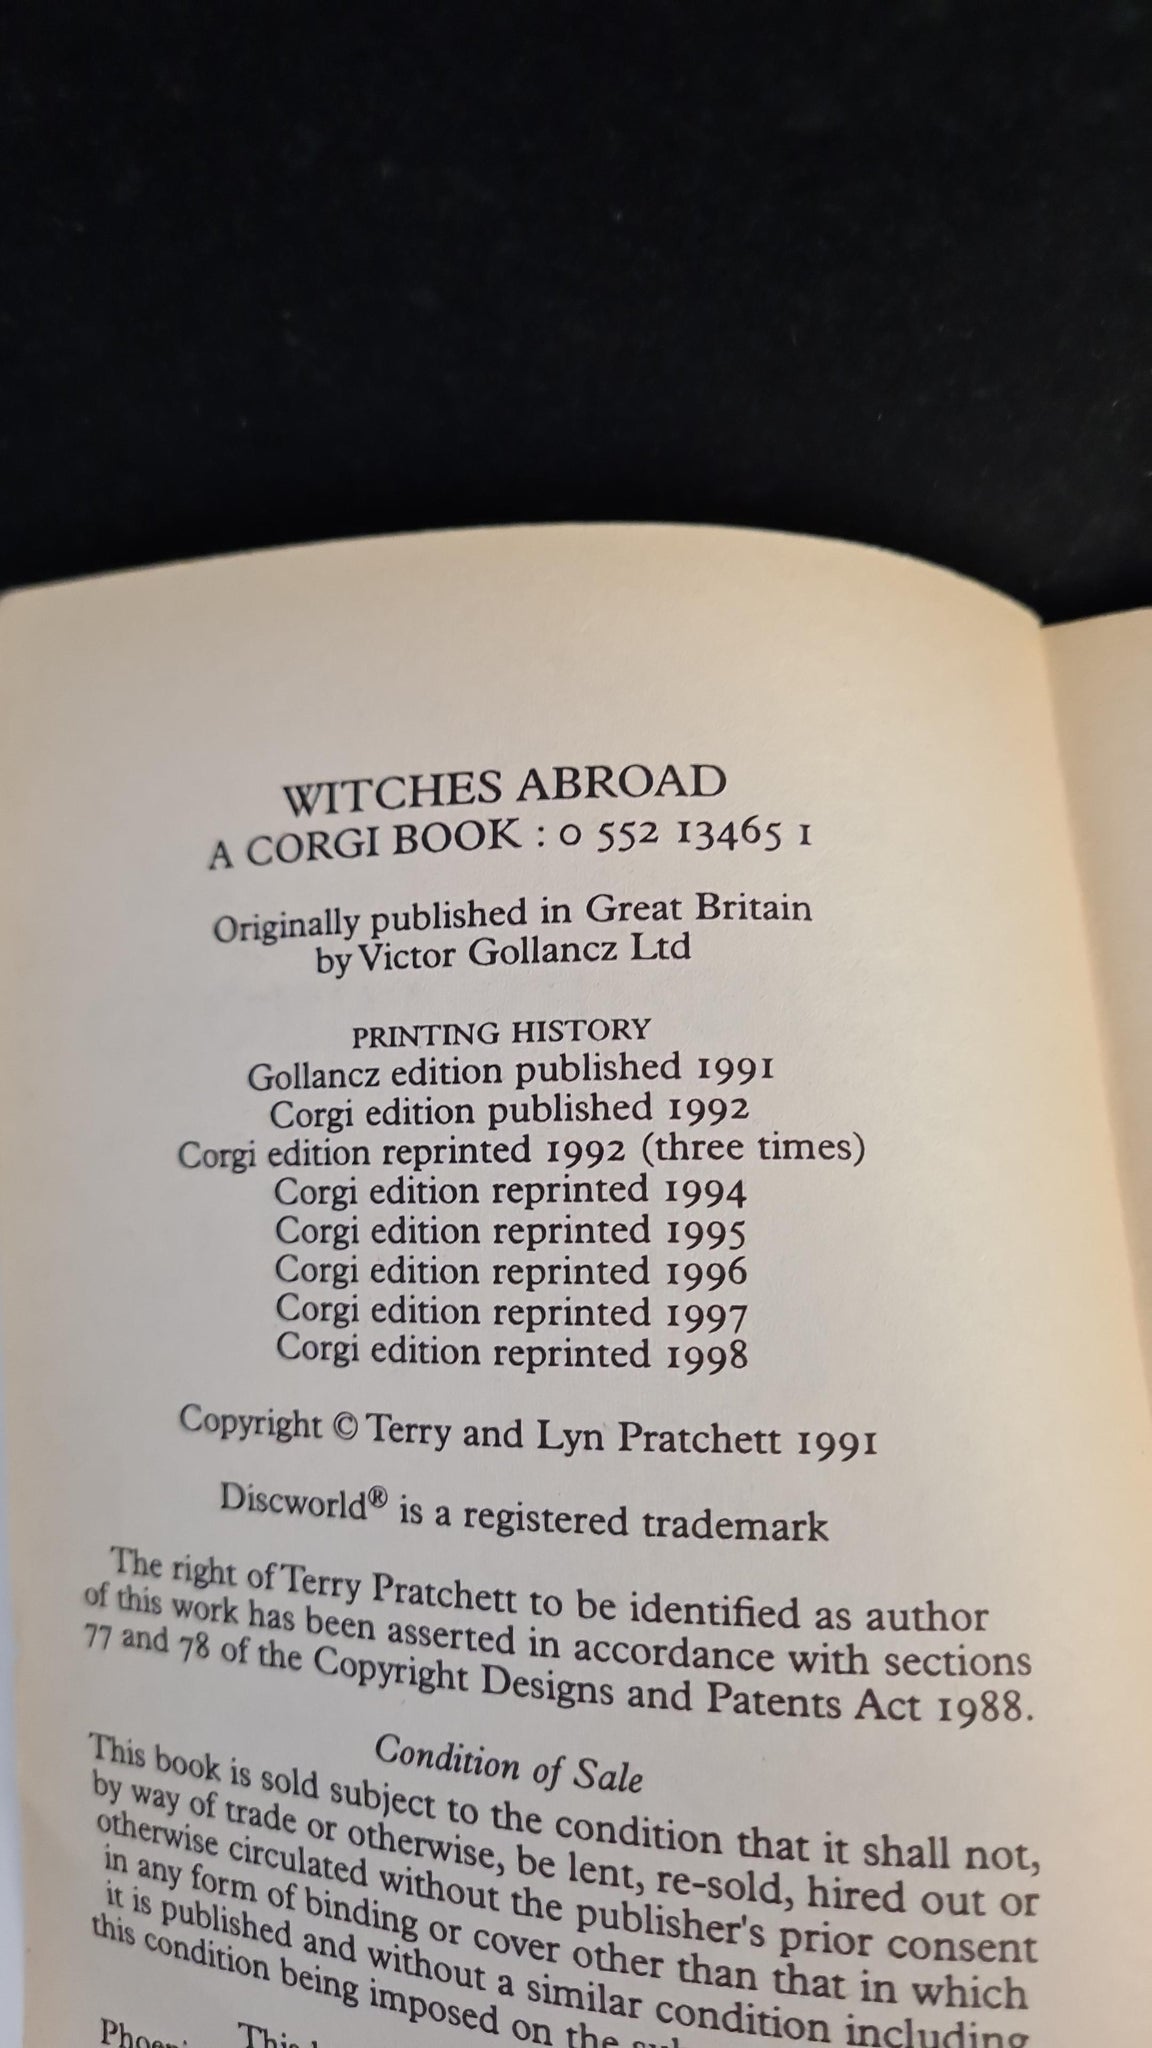 WITCHES ABROAD
A CORGI BOOK : 0 552 13465 1
Originally published in Great Britain
by Victor Gollancz Ltd
PRINTING HISTORY
Gollancz edition published 1991
Corgi edition published 1992
Corgi edition reprinted 1992 (three times)
Corgi edition reprinted 1994
Corgi edition reprinted 1995
Corgi edition reprinted 1996
Corgi edition reprinted 1997
Corgi edition reprinted 1998
Copyright © Terry and Lyn Pratchett 1991
Discworld® is a registered trademark
The right of Terry Pratchett to be identified as author
of this work has been asserted in accordance with sections
77 and 78 of the Copyright Designs and Patents Act 1988.
Condition of Sale
This book is sold subject to the condition that it shall not,
by way of trade or otherwise, be lent, re-sold, hired out or
otherwise circulated without the publisher's prior consent
in any form of binding or cover other than that in which
it is published and without a similar condition including
this condition being imposed on the
This